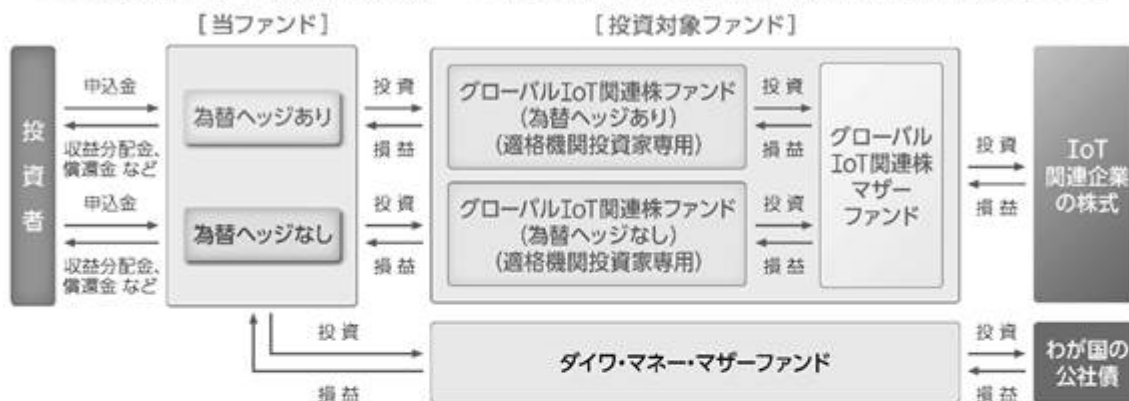 [当ファンド]
[投資対象ファンド]
投資者
申込金
収益分配金、
償還金 など
申込金
収益分配金、
償還金 など
為替ヘッジあり
為替ヘッジなし
投資
損益
投資
損益
グローバルIoT関連株ファンド
(為替ヘッジあり)
(適格機関投資家専用)
グローバルIoT関連株ファンド
(為替ヘッジなし)
(適格機関投資家専用)
投資
損益
投資
損益
グローバル
IoT関連株
マザー
ファンド
投資
損益
IoT
関連企業
の株式
投資
損益
ダイワ・マネー・マザーファンド
投資
損益
わが国の
公社債